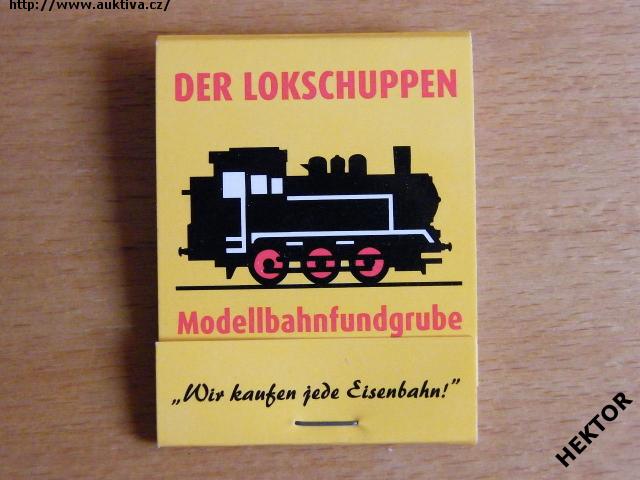 http://www.auktiva.cz/
DER LOKSCHUPPEN
Modellbahnfundgrube
„Wir kaufen jede Eisenbahn!"
HEKTOR